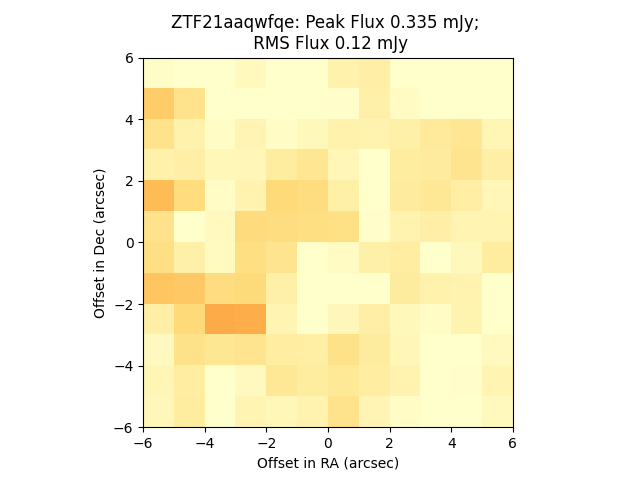 ZTF21aaqwfqe: Peak Flux 0.335 mJy;
RMS Flux 0.12 mJy
6
4
2
0
−2
−4
−6
Offset in Dec (arcsec)
−6 −4 −2 0 2 4 6
Offset in RA (arcsec)